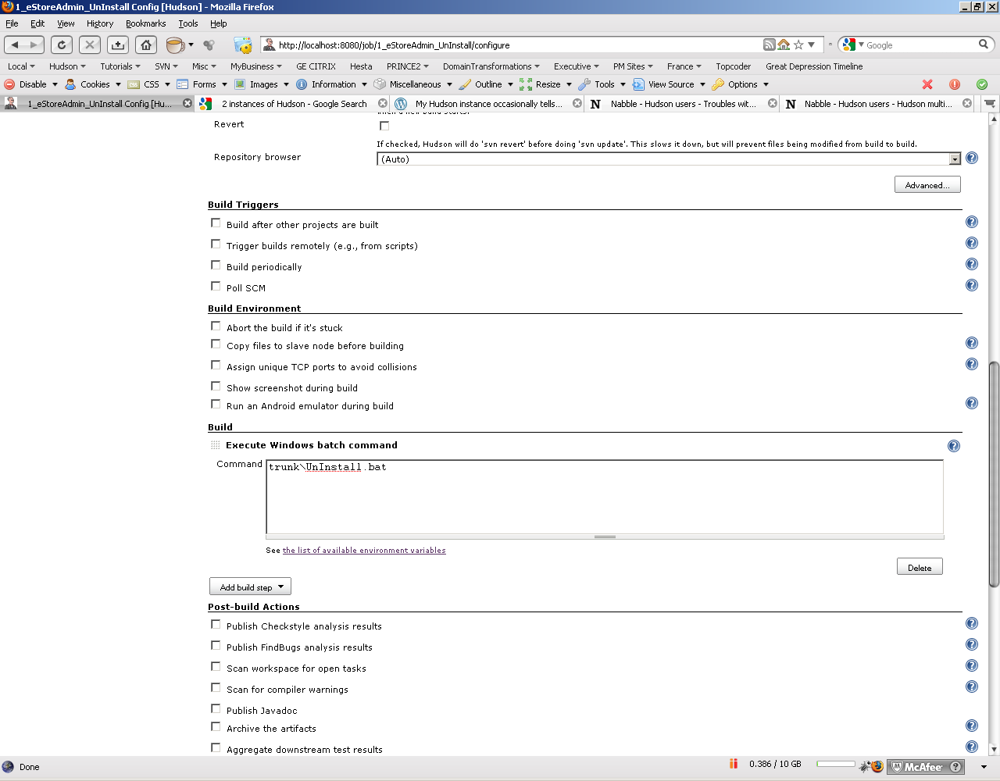 1_eStoreAdmin_UnInstall Config [Hudson] - Mozilla Firefox
File Edit View History Bookmarks Tools Help
http://localhost:8080/job/1_eStoreAdmin_UnInstall/configure
Google
Local Hudson Tutorials SVN Misc MyBusiness GE CITRIX Hesta PRINCE2 DomainTransformations Executive PM Sites France Topcoder Great Depression Timeline
Disable Cookies CSS Forms Images Information Miscellaneous Outline Resize Tools View Source Options
1_eStoreAdmin_UnInstall Config [Hu... 2 instances of Hudson - Google Search My Hudson instance occasionally tells... Nabble - Hudson users - Troubles wit... Nabble - Hudson users - Hudson multi...
when a new build starts.
Revert
If checked, Hudson will do 'svn revert' before doing 'svn update'. This slows it down, but will prevent files being modified from build to build.
Repository browser (Auto)
Advanced...
Build Triggers
Build after other projects are built
Trigger builds remotely (e.g., from scripts)
Build periodically
Poll SCM
Build Environment
Abort the build if it's stuck
Copy files to slave node before building
Assign unique TCP ports to avoid collisions
Show screenshot during build
Run an Android emulator during build
Build
Execute Windows batch command
Command trunk\UnInstall.bat
See the list of available environment variables
Delete
Add build step
Post-build Actions
Publish Checkstyle analysis results
Publish FindBugs analysis results
Scan workspace for open tasks
Scan for compiler warnings
Publish Javadoc
Archive the artifacts
Aggregate downstream test results
Done 0.386 / 10 GB McAfee